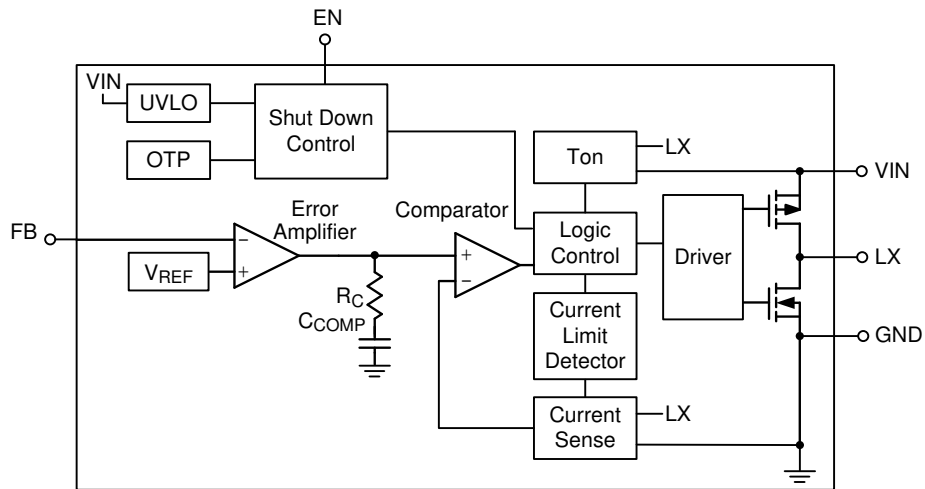 EN
VIN
UVLO
OTP
Shut Down
Control
Ton
LX
VIN
FB
Error
Amplifier
Comparator
Logic
Control
Driver
LX
−
+
VREF
+
−
RC
CCOMP
Current
Limit
Detector
GND
Current
Sense
LX